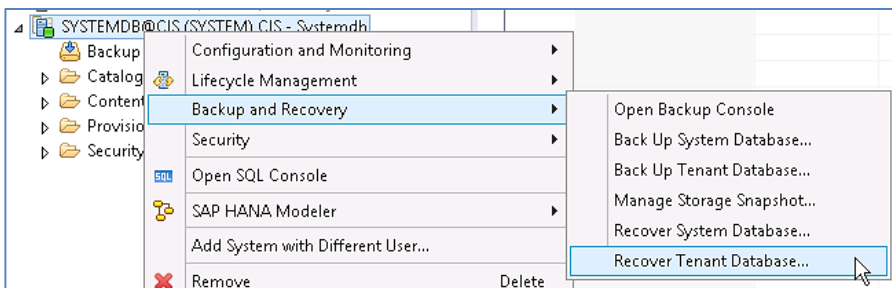 SYSTEMDB@CIS (SYSTEM) CIS - Systemdb
Backup
Catalog
Content
Provisio
Security
Configuration and Monitoring
Lifecycle Management
Backup and Recovery
Security
SQL Open SQL Console
SAP HANA Modeler
Add System with Different User...
Remove Delete
Open Backup Console
Back Up System Database...
Back Up Tenant Database...
Manage Storage Snapshot...
Recover System Database...
Recover Tenant Database...